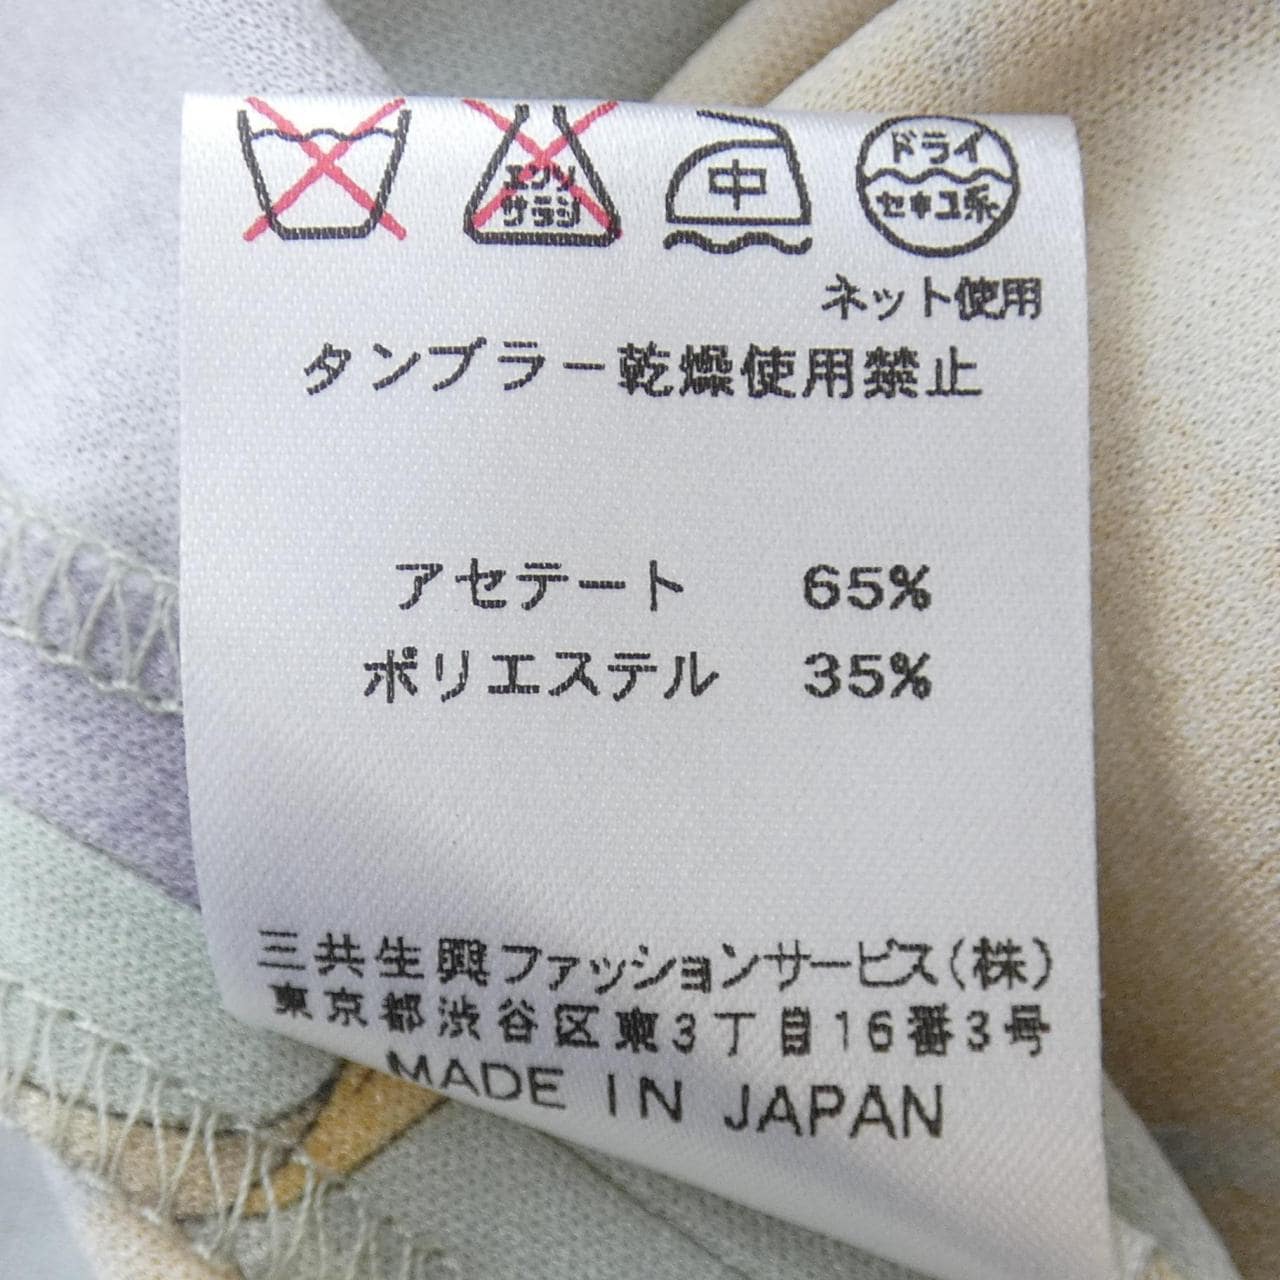 エンソ
サラシ
中
ドライ
セキユ系
ネット使用
タンブラー乾燥使用禁止
アセテート 65%
ポリエステル 35%
三共生興ファッションサービス(株)
東京都渋谷区東3丁目16番3号
MADE IN JAPAN